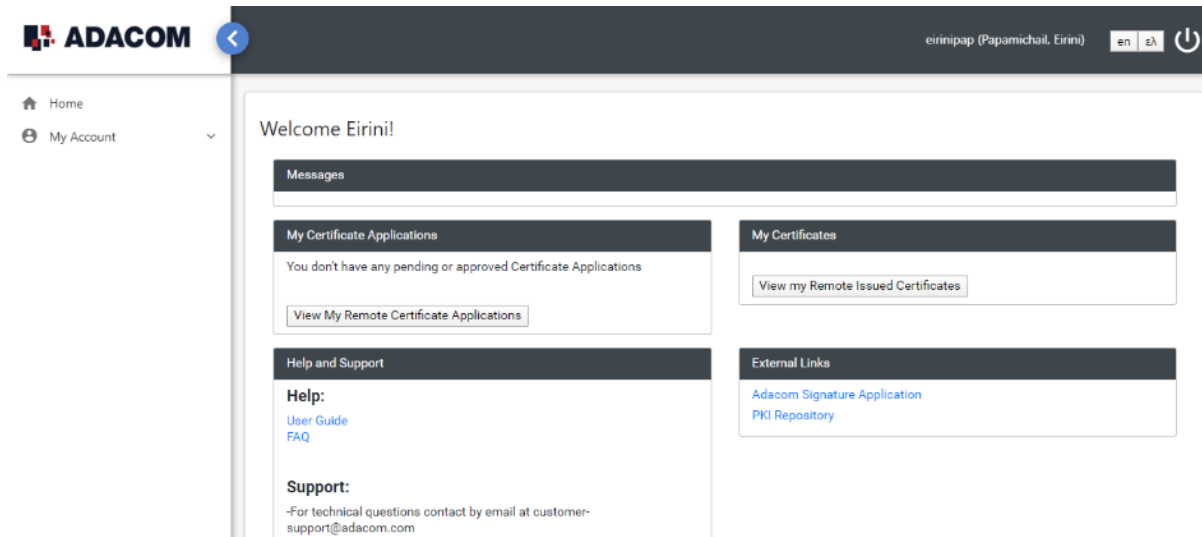 ADACOM
eirinipap (Papamichail, Eirini)
en ελ
Home
My Account
Welcome Eirini!
Messages
My Certificate Applications
You don't have any pending or approved Certificate Applications
View My Remote Certificate Applications
My Certificates
View my Remote Issued Certificates
Help and Support
Help:
User Guide
FAQ
Support:
-For technical questions contact by email at customer-
support@adacom.com
External Links
Adacom Signature Application
PKI Repository